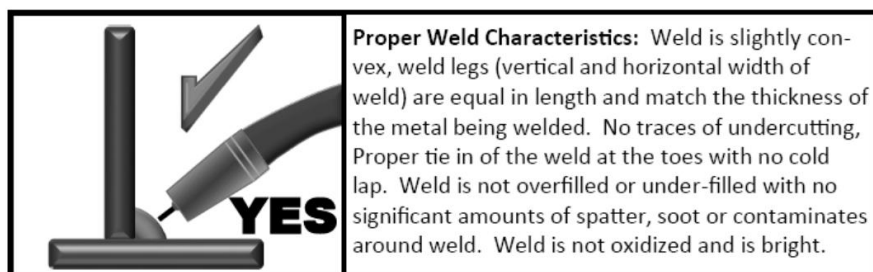 Proper Weld Characteristics: Weld is slightly con-
vex, weld legs (vertical and horizontal width of
weld) are equal in length and match the thickness of
the metal being welded. No traces of undercutting,
Proper tie in of the weld at the toes with no cold
lap. Weld is not overfilled or under-filled with no
significant amounts of spatter, soot or contaminates
around weld. Weld is not oxidized and is bright.
YES